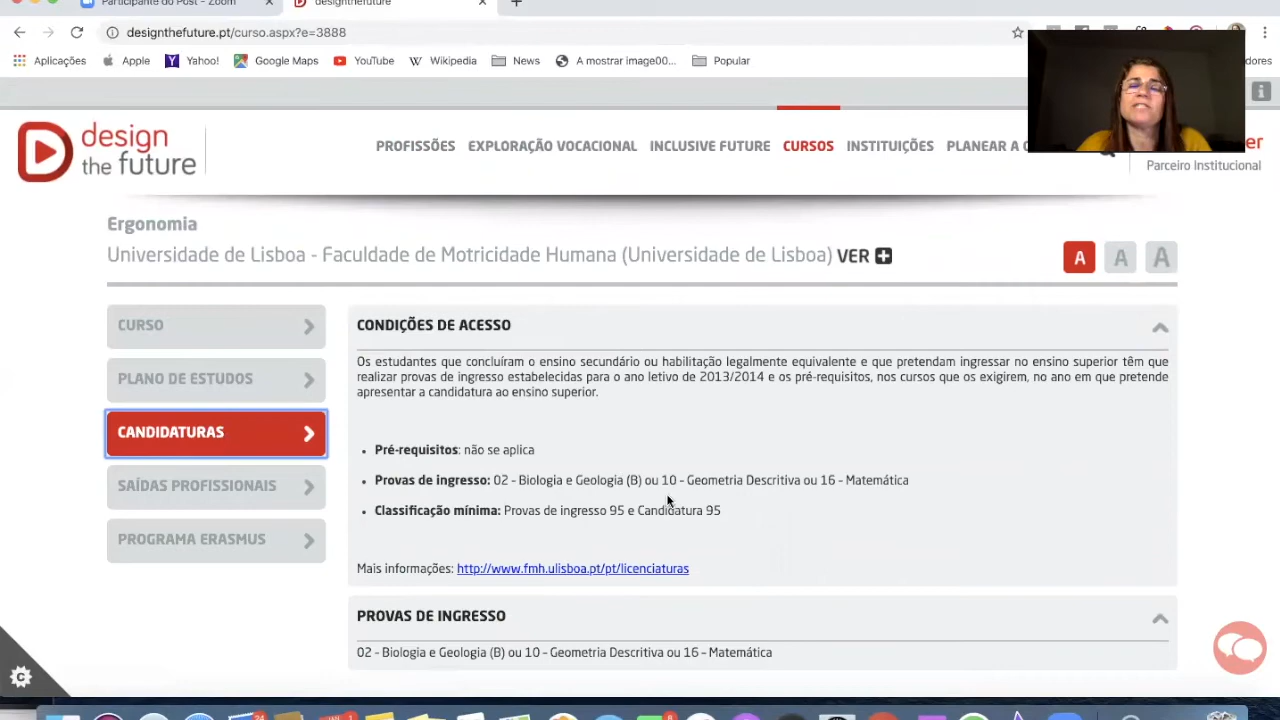 Participante do Post - Zoom
designthefuture
designthefuture.pt/curso.aspx?e=3888
Aplicações Apple Yahoo! Google Maps YouTube Wikipedia News A mostrar image00... Popular
design
the future
PROFISSÕES EXPLORAÇÃO VOCACIONAL INCLUSIVE FUTURE CURSOS INSTITUIÇÕES PLANEAR A
Parceiro Institucional
Ergonomia
Universidade de Lisboa - Faculdade de Motricidade Humana (Universidade de Lisboa) VER
A A A
CURSO
PLANO DE ESTUDOS
CANDIDATURAS
SAÍDAS PROFISSIONAIS
PROGRAMA ERASMUS
CONDIÇÕES DE ACESSO
Os estudantes que concluíram o ensino secundário ou habilitação legalmente equivalente e que pretendam ingressar no ensino superior têm que
realizar provas de ingresso estabelecidas para o ano letivo de 2013/2014 e os pré-requisitos, nos cursos que os exigirem, no ano em que pretende
apresentar a candidatura ao ensino superior.
• Pré-requisitos: não se aplica
• Provas de ingresso: 02 - Biologia e Geologia (B) ou 10 - Geometria Descritiva ou 16 - Matemática
• Classificação mínima: Provas de ingresso 95 e Candidatura 95
Mais informações: http://www.fmh.ulisboa.pt/pt/licenciaturas
PROVAS DE INGRESSO
02 - Biologia e Geologia (B) ou 10 - Geometria Descritiva ou 16 - Matemática